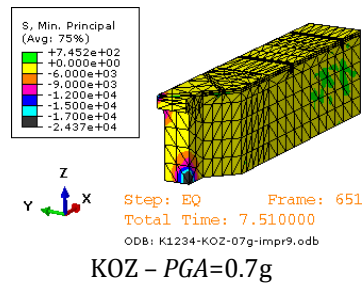 S, Min. Principal
(Avg: 75%)
+7.452e+02
+0.000e+00
-6.000e+03
-9.000e+03
-1.200e+04
-1.500e+04
-1.700e+04
-2.437e+04
Z
Y
X
Step: EQ Frame: 651
Total Time: 7.510000
ODB: K1234-KOZ-07g-impr9.odb
KOZ – PGA=0.7g